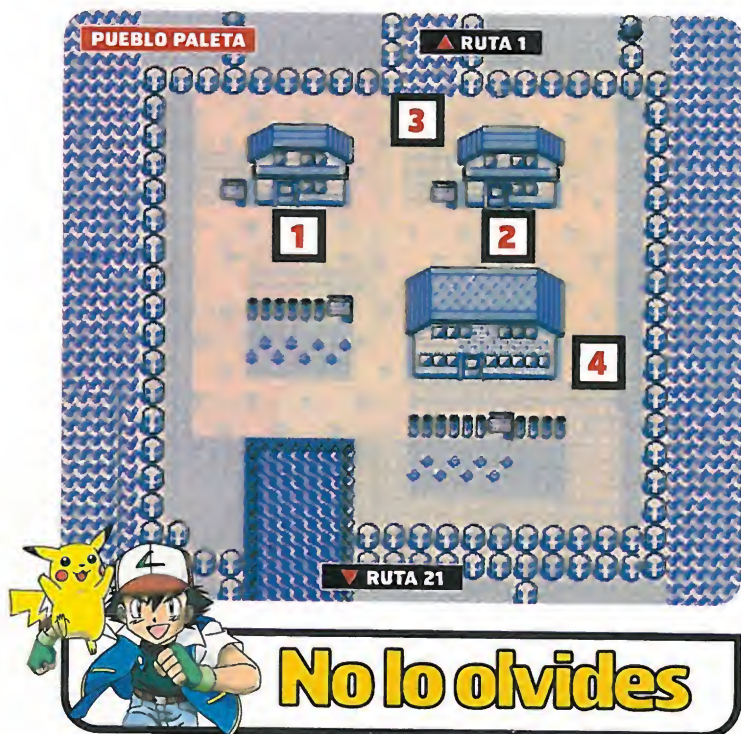 PUEBLO PALETA
▲ RUTA 1
3
1
2
4
▼ RUTA 21
No lo olvides